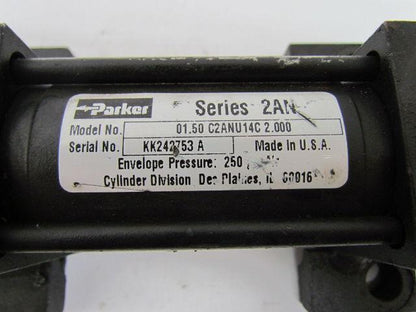 Parker Series 2AN
Model No. 01.50 C2ANU14C 2.000
Serial No. KK242753 A Made in U.S.A.
Envelope Pressure: 250
Cylinder Division Des Plaines, IL 60016